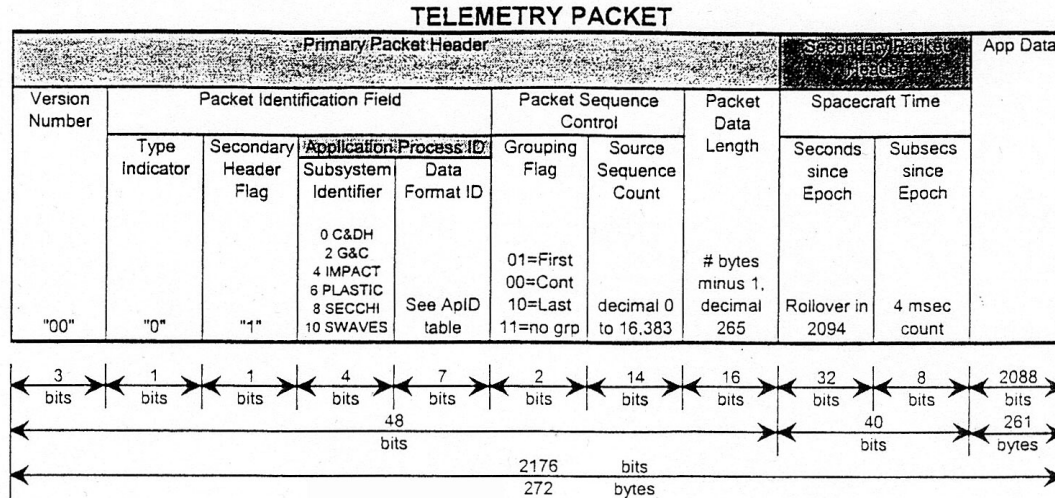 TELEMETRY PACKET
Primary Packet Header
Secondary Packet Header
App Data
Version Number
Packet Identification Field
Packet Sequence Control
Packet Data Length
Spacecraft Time
Type Indicator
Secondary Header Flag
Application Process ID
Subsystem Identifier
Data Format ID
Grouping Flag
Source Sequence Count
Seconds since Epoch
Subsecs since Epoch
"00"
"0"
"1"
0 C&DH
2 G&C
4 IMPACT
6 PLASTIC
8 SECCHI
10 SWAVES
See ApID table
01=First
00=Cont
10=Last
11=no grp
decimal 0 to 16,383
# bytes minus 1, decimal 265
Rollover in 2094
4 msec count
3 bits
1 bits
1 bits
4 bits
7 bits
2 bits
14 bits
16 bits
32 bits
8 bits
2088 bits
48 bits
40 bits
261 bytes
2176 bits
272 bytes